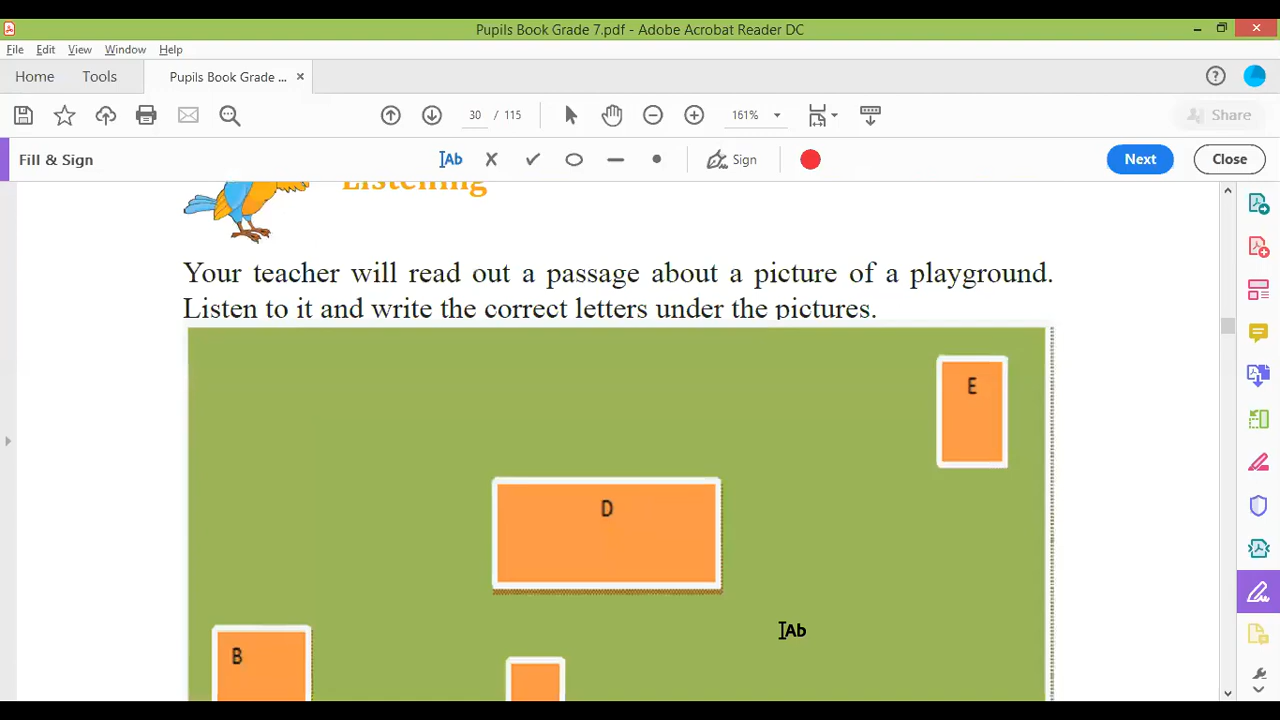 Pupils Book Grade 7.pdf - Adobe Acrobat Reader DC
File Edit View Window Help
Home Tools Pupils Book Grade ... ×
30 / 115 161% Share
Fill & Sign Ab Sign Next Close
Listening
Your teacher will read out a passage about a picture of a playground.
Listen to it and write the correct letters under the pictures.
E
D
Ab
B